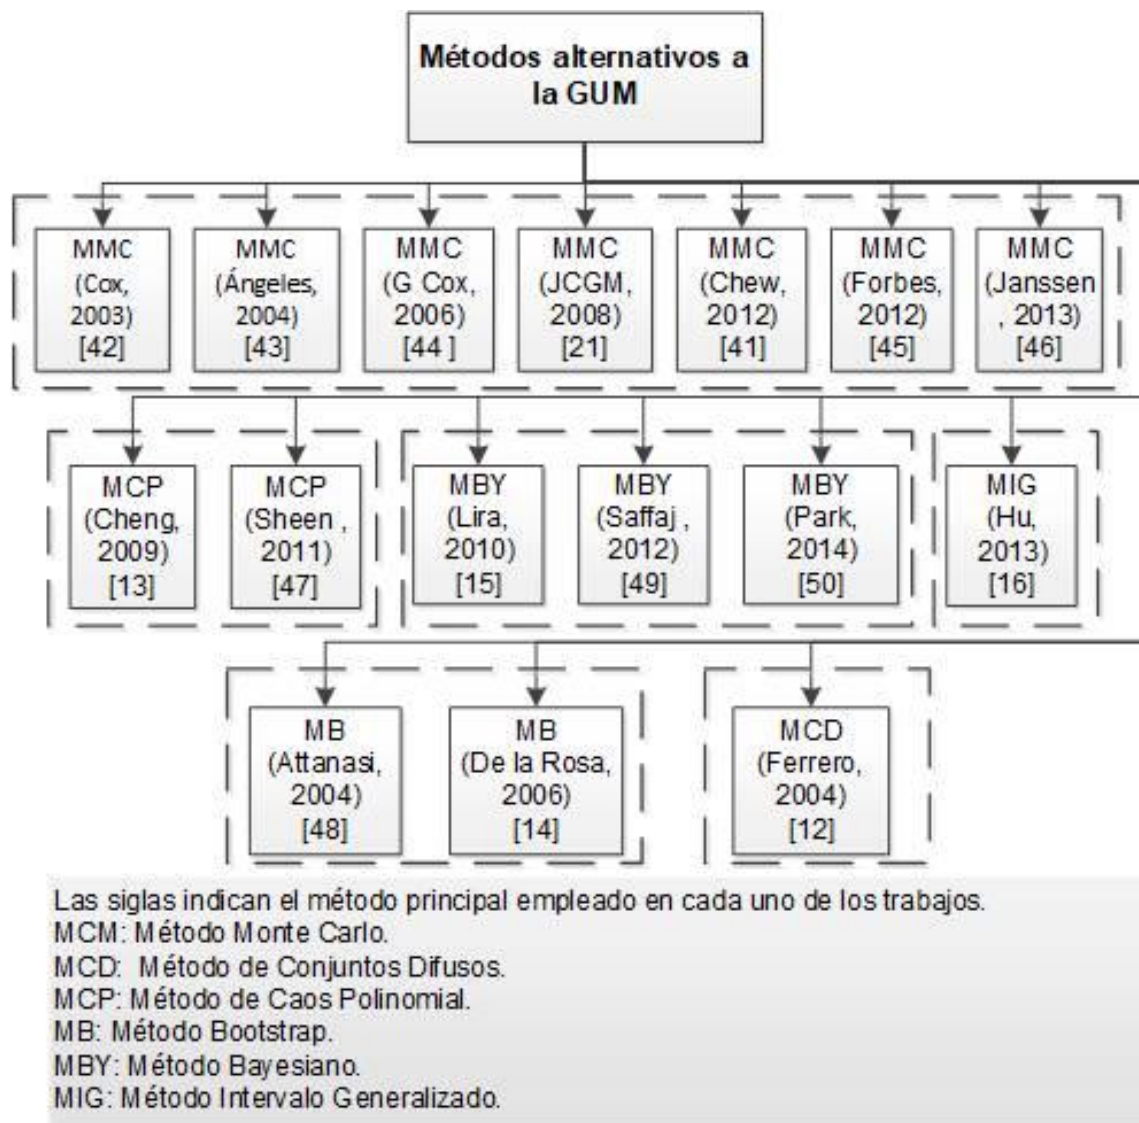 Métodos alternativos a
la GUM
MMC
(Cox,
2003)
[42]
MMC
(Ángeles,
2004)
[43]
MMC
(G Cox,
2006)
[44 ]
MMC
(JCGM,
2008)
[21]
MMC
(Chew,
2012)
[41]
MMC
(Forbes,
2012)
[45]
MMC
(Janssen
, 2013)
[46]
MCP
(Cheng,
2009)
[13]
MCP
(Sheen ,
2011)
[47]
MBY
(Lira,
2010)
[15]
MBY
(Saffaj ,
2012)
[49]
MBY
(Park,
2014)
[50]
MIG
(Hu,
2013)
[16]
MB
(Attanasi,
2004)
[48]
MB
(De la Rosa,
2006)
[14]
MCD
(Ferrero,
2004)
[12]
Las siglas indican el método principal empleado en cada uno de los trabajos.
MCM: Método Monte Carlo.
MCD:  Método de Conjuntos Difusos.
MCP: Método de Caos Polinomial.
MB: Método Bootstrap.
MBY: Método Bayesiano.
MIG: Método Intervalo Generalizado.